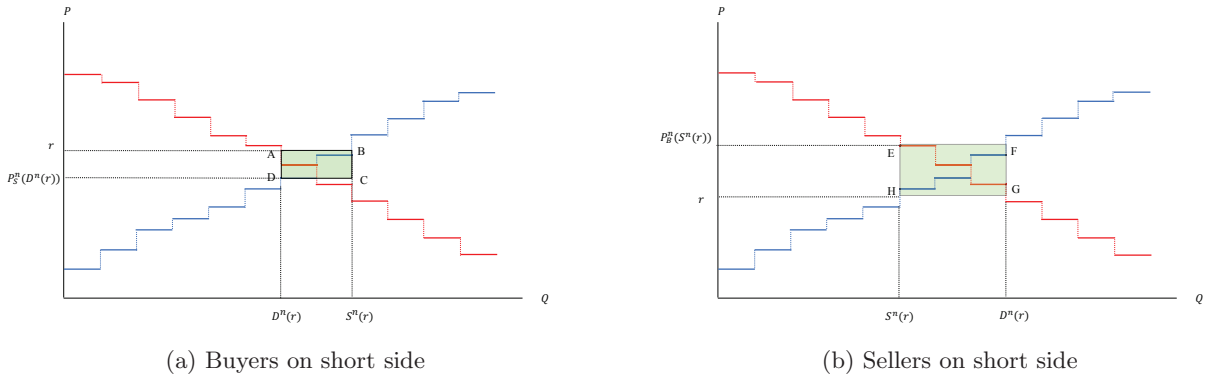 P
r
A
B
D
C
P_S^n(D^n(r))
Q
D^n(r)
S^n(r)
(a) Buyers on short side
P
P_B^n(S^n(r))
E
F
H
G
r
Q
S^n(r)
D^n(r)
(b) Sellers on short side